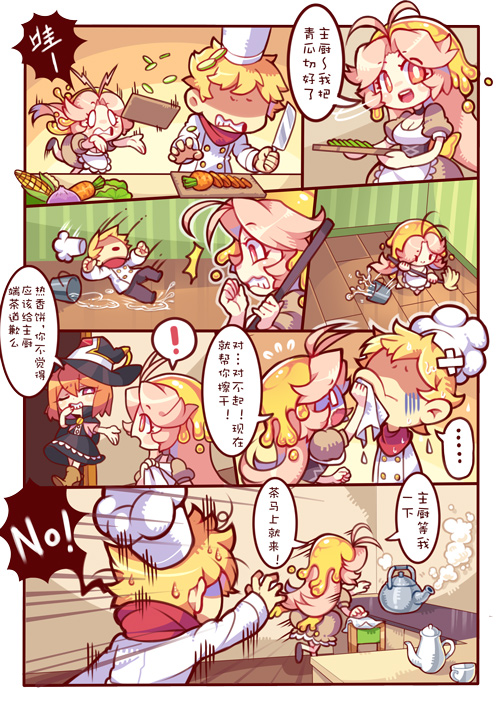 主厨～我把
青瓜切好了
哇！
对…对不起！现在
就帮你擦干！
热香饼，你不觉得
应该给主厨
端茶道歉么
！
……
主厨等我
一下
茶马上就来！
No!